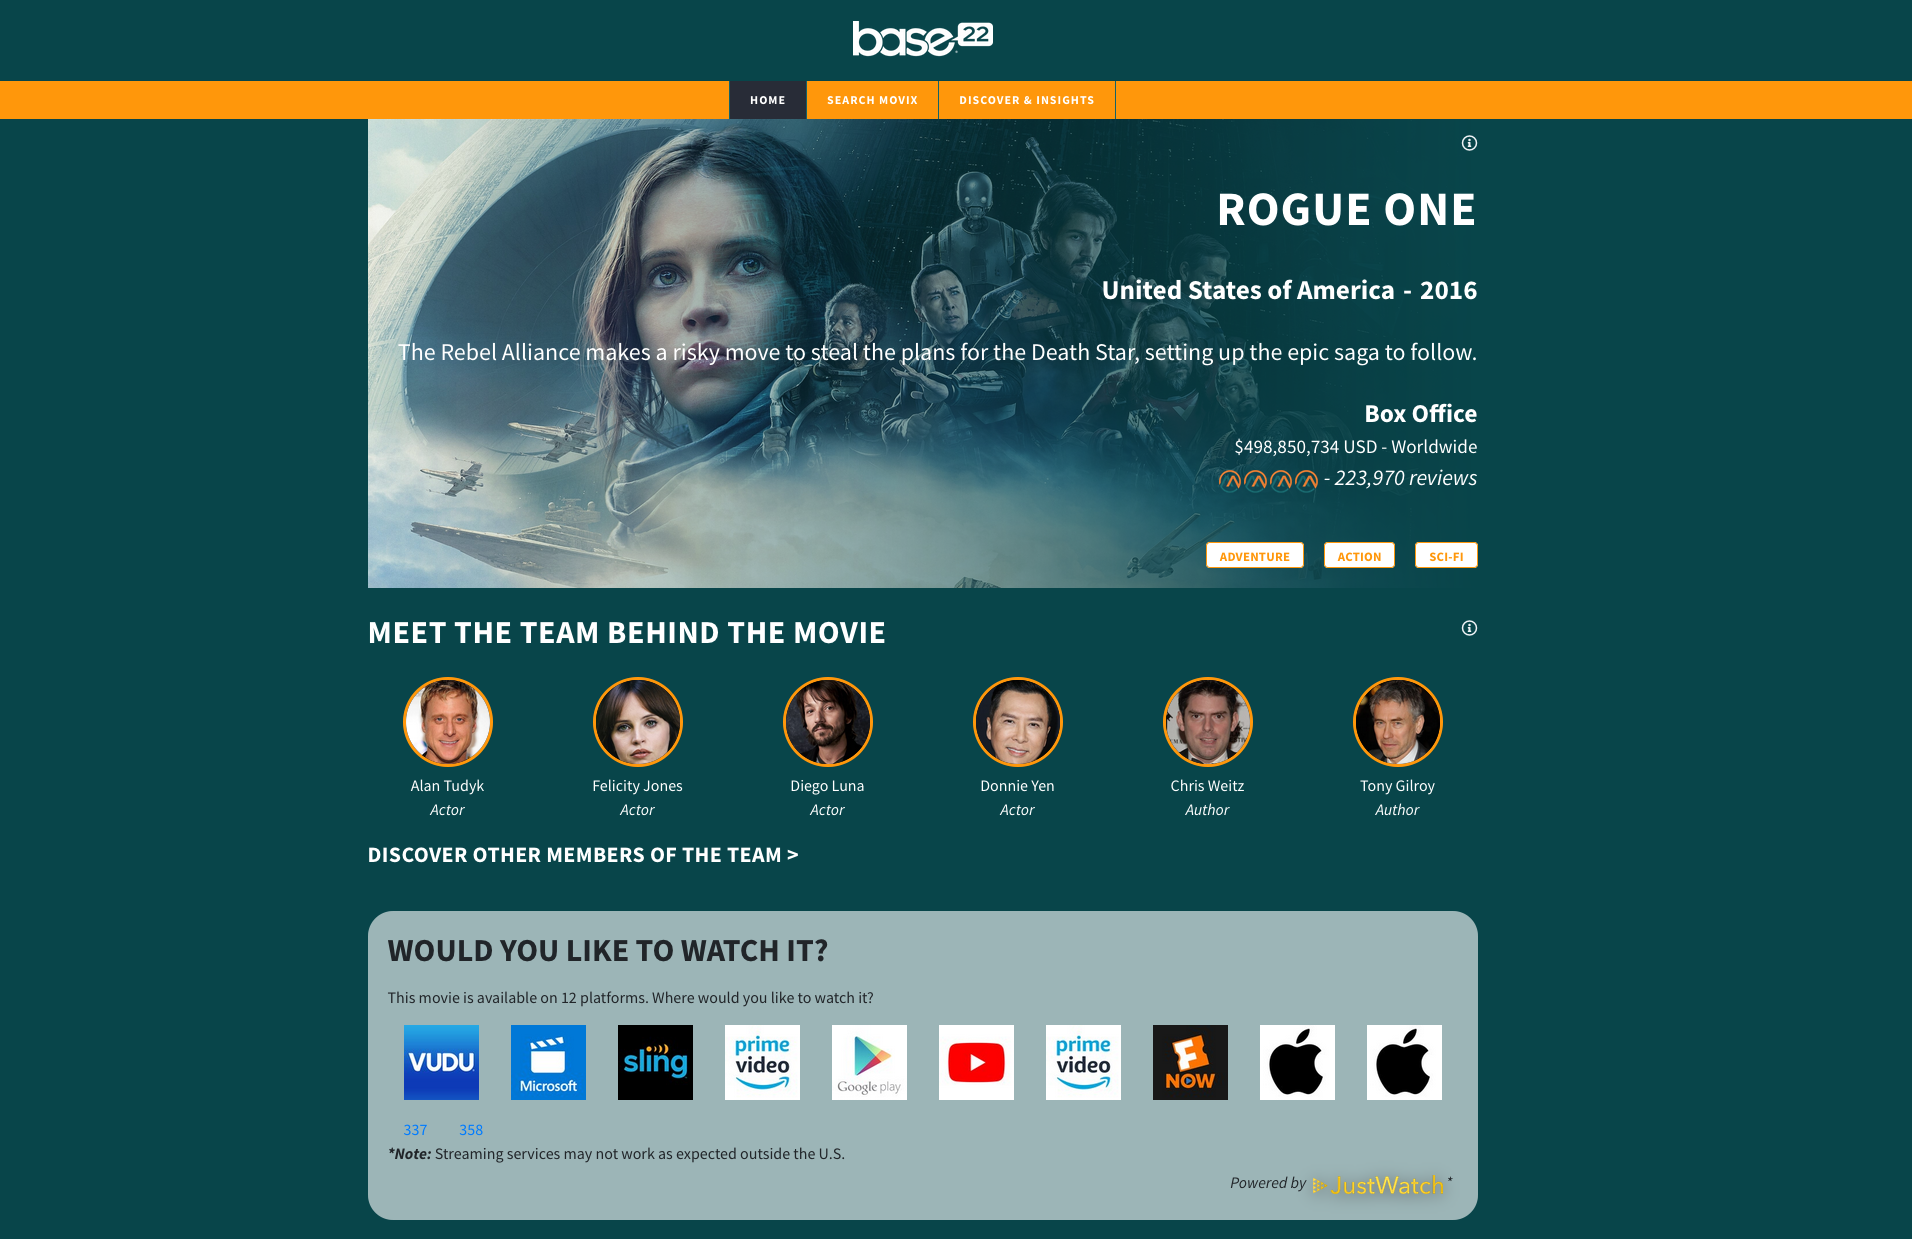 base 22
HOME SEARCH MOVIX DISCOVER & INSIGHTS
ROGUE ONE
United States of America - 2016
The Rebel Alliance makes a risky move to steal the plans for the Death Star, setting up the epic saga to follow.
Box Office
$498,850,734 USD - Worldwide
- 223,970 reviews
ADVENTURE ACTION SCI-FI
MEET THE TEAM BEHIND THE MOVIE
Alan Tudyk Felicity Jones Diego Luna Donnie Yen Chris Weitz Tony Gilroy
Actor Actor Actor Actor Author Author
DISCOVER OTHER MEMBERS OF THE TEAM >
WOULD YOU LIKE TO WATCH IT?
This movie is available on 12 platforms. Where would you like to watch it?
VUDU Microsoft sling prime video Google play prime video F NOW
337 358
*Note: Streaming services may not work as expected outside the U.S.
Powered by JustWatch *